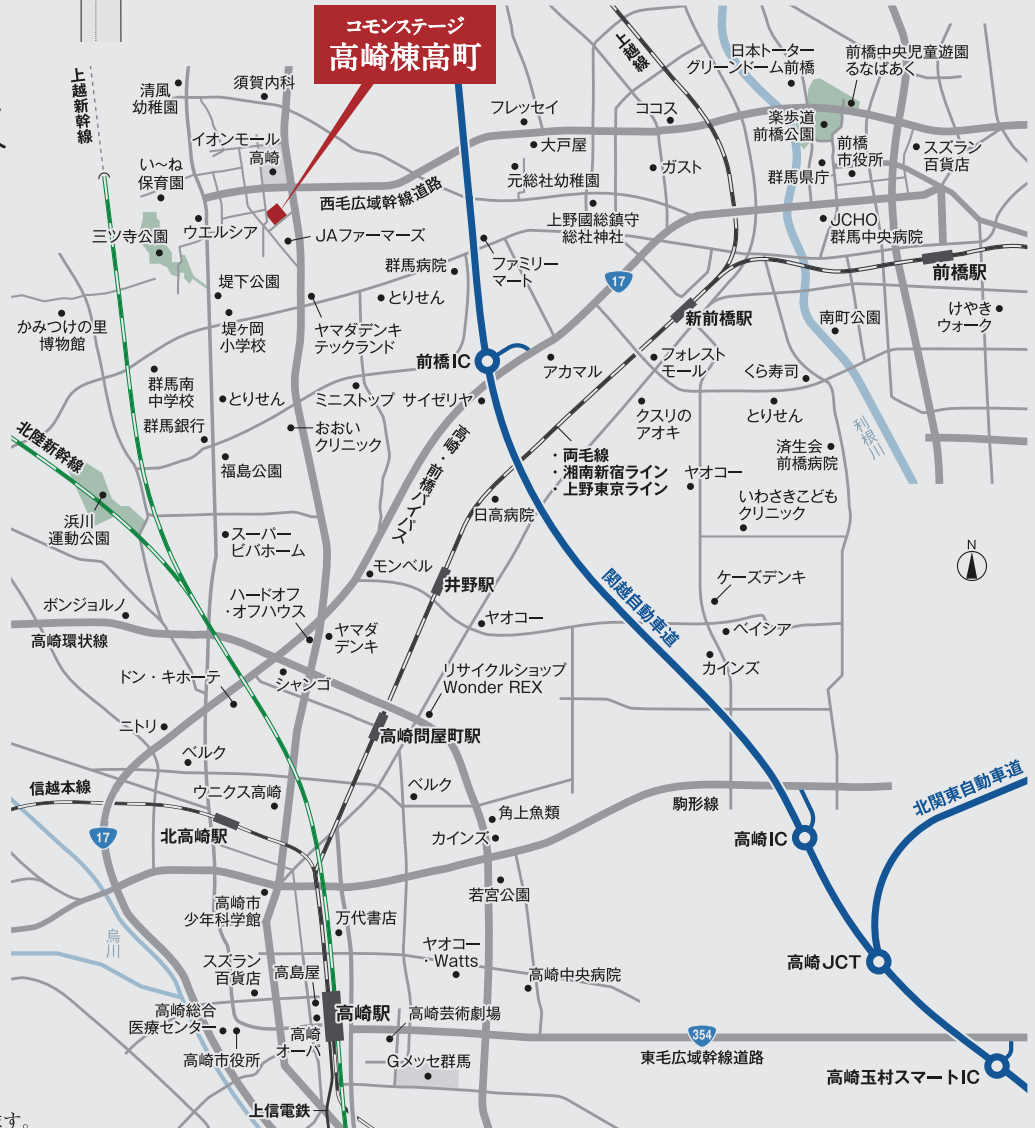 コモンステージ
高崎棟高町
上越新幹線
清風
幼稚園
須賀内科
イオンモール
高崎
い〜ね
保育園
三ツ寺公園
ウエルシア
西毛広域幹線道路
JAファーマーズ
上越線
フレッセイ
ココス
大戸屋
元総社幼稚園
ガスト
上野國総鎮守
総社神社
日本トーター
グリーンドーム前橋
前橋中央児童遊園
るなぱあく
楽歩道
前橋公園
前橋
市役所
群馬県庁
スズラン
百貨店
JCHO
群馬中央病院
前橋駅
堤下公園
群馬病院
ファミリー
マート
とりせん
17
新前橋駅
南町公園
けやき
ウォーク
かみつけの里
博物館
堤ヶ岡
小学校
ヤマダデンキ
テックランド
前橋IC
アカマル
フォレスト
モール
くら寿司
群馬南
中学校
とりせん
ミニストップ
サイゼリヤ
クスリの
アオキ
とりせん
利根川
群馬銀行
おおい
クリニック
高崎・前橋バイパス
済生会
前橋病院
北陸新幹線
福島公園
・両毛線
・湘南新宿ライン
・上野東京ライン
ヤオコー
浜川
運動公園
日高病院
いわさきこども
クリニック
スーパー
ビバホーム
モンベル
井野駅
N
関越自動車道
ケーズデンキ
ボンジョルノ
ハードオフ
・オフハウス
ヤマダ
デンキ
ヤオコー
ベイシア
高崎環状線
カインズ
ドン・キホーテ
シャンゴ
リサイクルショップ
Wonder REX
ニトリ
高崎問屋町駅
ベルク
信越本線
ウニクス高崎
ベルク
駒形線
北関東自動車道
角上魚類
17
北高崎駅
カインズ
高崎IC
高崎市
少年科学館
若宮公園
万代書店
烏川
ヤオコー
・Watts
スズラン
百貨店
高島屋
高崎中央病院
高崎JCT
高崎総合
医療センター
高崎駅
高崎芸術劇場
高崎
オーパ
高崎市役所
Gメッセ群馬
354
東毛広域幹線道路
高崎玉村スマートIC
上信電鉄
ます。